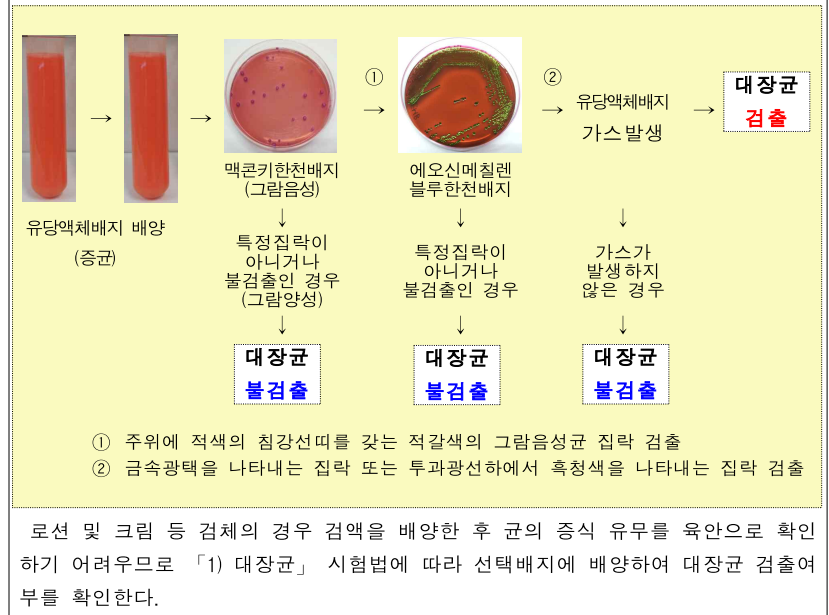 ① ②
유당액체배지
가스발생
대장균
검출
맥콘키한천배지
(그람음성)
에오신메칠렌
블루한천배지
유당액체배지 배양
(증균)
특정집락이
아니거나
불검출인 경우
(그람양성)
특정집락이
아니거나
불검출인 경우
가스가
발생하지
않은 경우
대장균
불검출
대장균
불검출
대장균
불검출
① 주위에 적색의 침강선띠를 갖는 적갈색의 그람음성균 집락 검출
② 금속광택을 나타내는 집락 또는 투과광선하에서 흑청색을 나타내는 집락 검출
로션 및 크림 등 검체의 경우 검액을 배양한 후 균의 증식 유무를 육안으로 확인
하기 어려우므로 「1) 대장균」 시험법에 따라 선택배지에 배양하여 대장균 검출여
부를 확인한다.